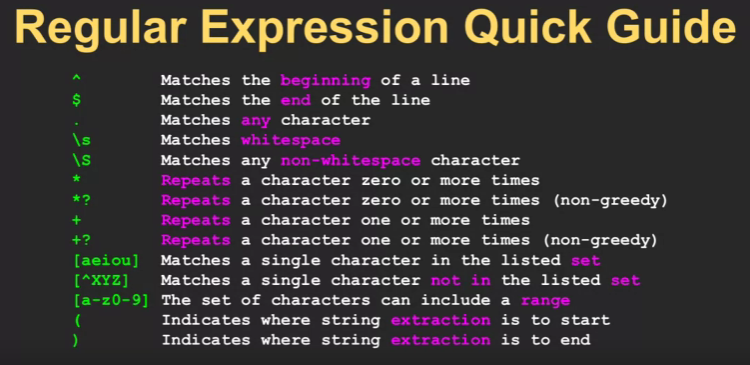 Regular Expression Quick Guide
^ Matches the beginning of a line
$ Matches the end of the line
. Matches any character
\s Matches whitespace
\S Matches any non-whitespace character
* Repeats a character zero or more times
*? Repeats a character zero or more times (non-greedy)
+ Repeats a character one or more times
+? Repeats a character one or more times (non-greedy)
[aeiou] Matches a single character in the listed set
[^XYZ] Matches a single character not in the listed set
[a-z0-9] The set of characters can include a range
( Indicates where string extraction is to start
) Indicates where string extraction is to end